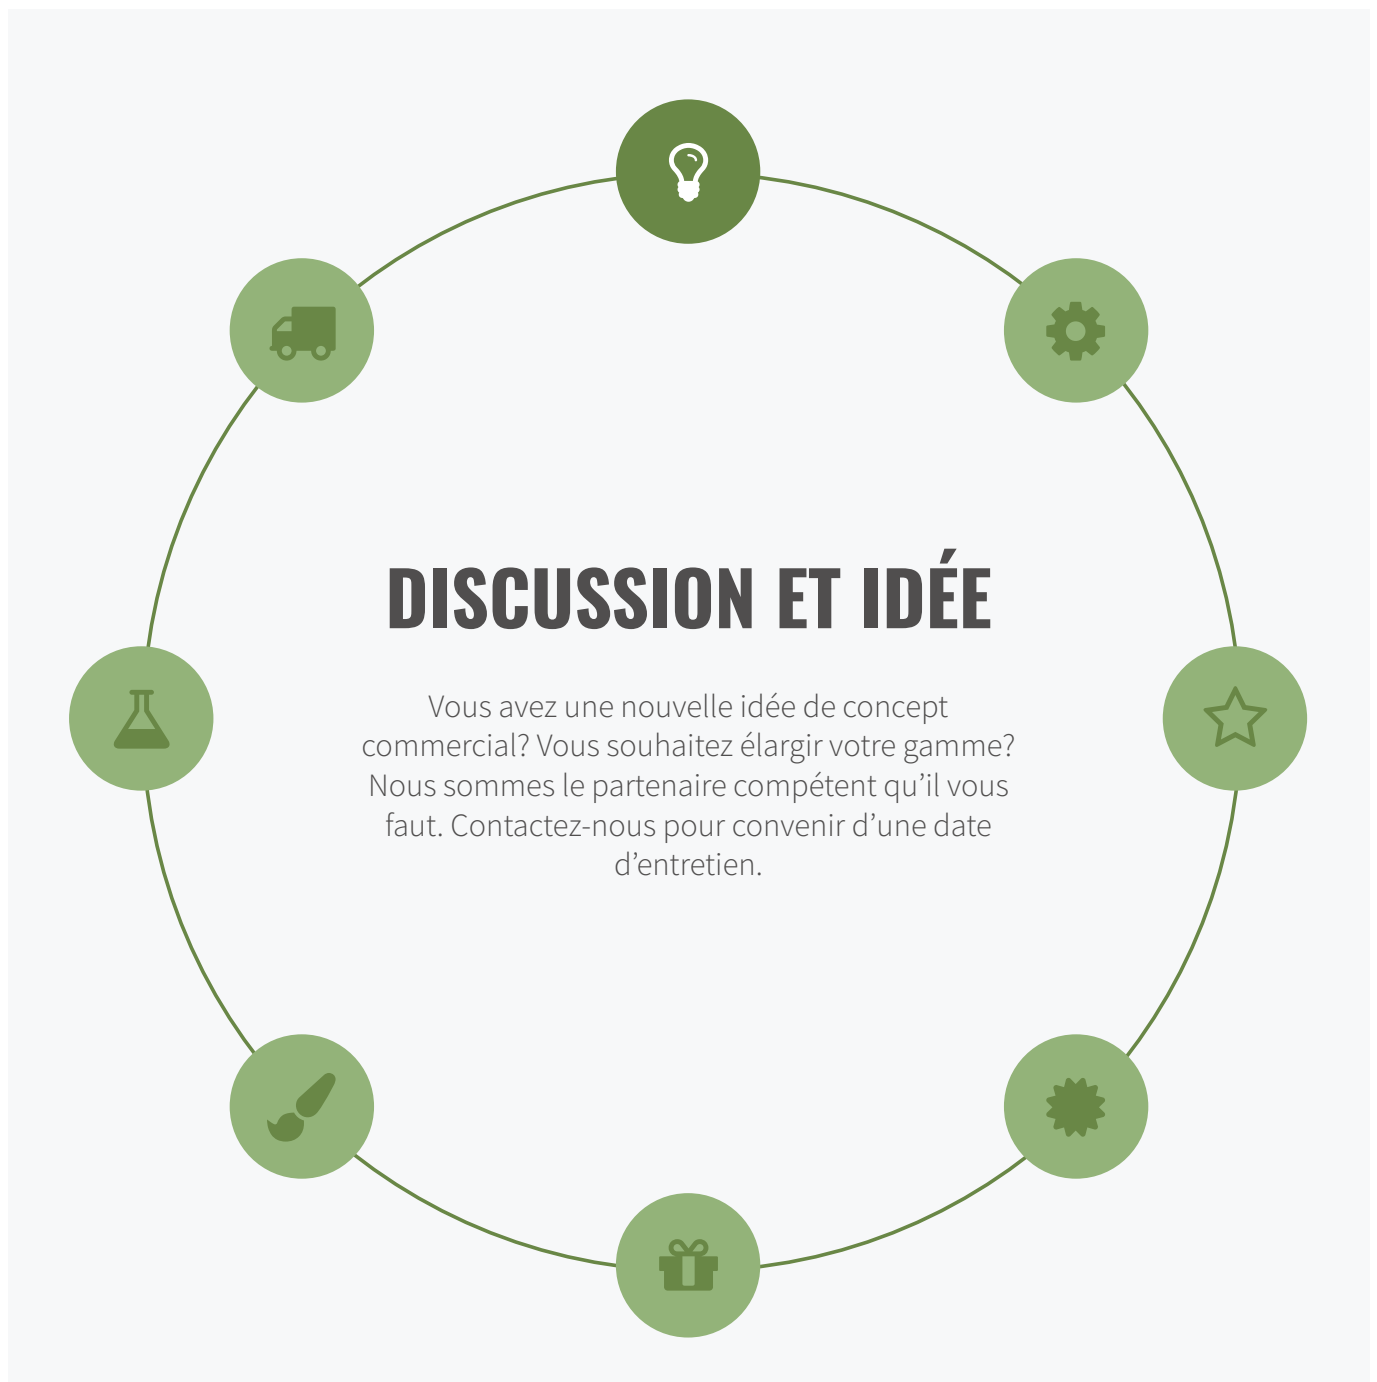 DISCUSSION ET IDÉE
Vous avez une nouvelle idée de concept
commercial? Vous souhaitez élargir votre gamme?
Nous sommes le partenaire compétent qu’il vous
faut. Contactez-nous pour convenir d’une date
d’entretien.